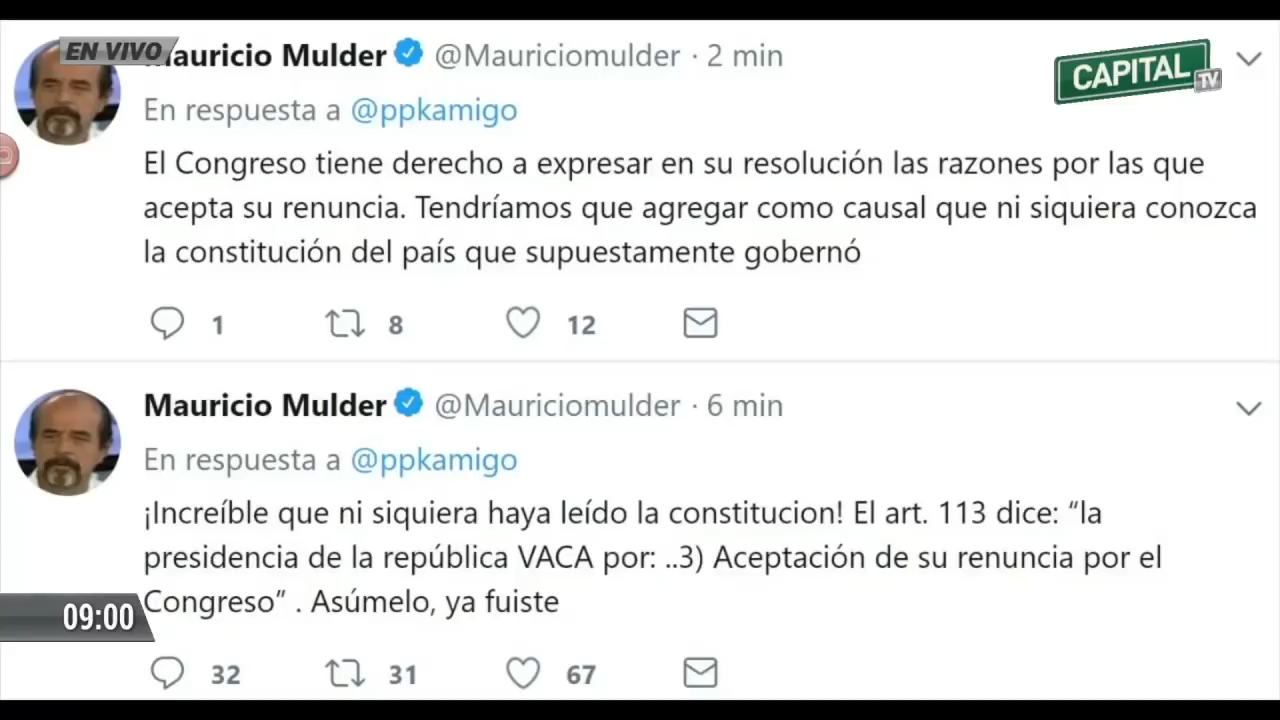 EN VIVO
Mauricio Mulder @Mauriciomulder · 2 min
CAPITAL TV
En respuesta a @ppkamigo
El Congreso tiene derecho a expresar en su resolución las razones por las que
acepta su renuncia. Tendríamos que agregar como causal que ni siquiera conozca
la constitución del país que supuestamente gobernó
1 8 12
Mauricio Mulder @Mauriciomulder · 6 min
En respuesta a @ppkamigo
¡Increíble que ni siquiera haya leído la constitucion! El art. 113 dice: “la
presidencia de la república VACA por: ..3) Aceptación de su renuncia por el
Congreso” . Asúmelo, ya fuiste
09:00
32 31 67